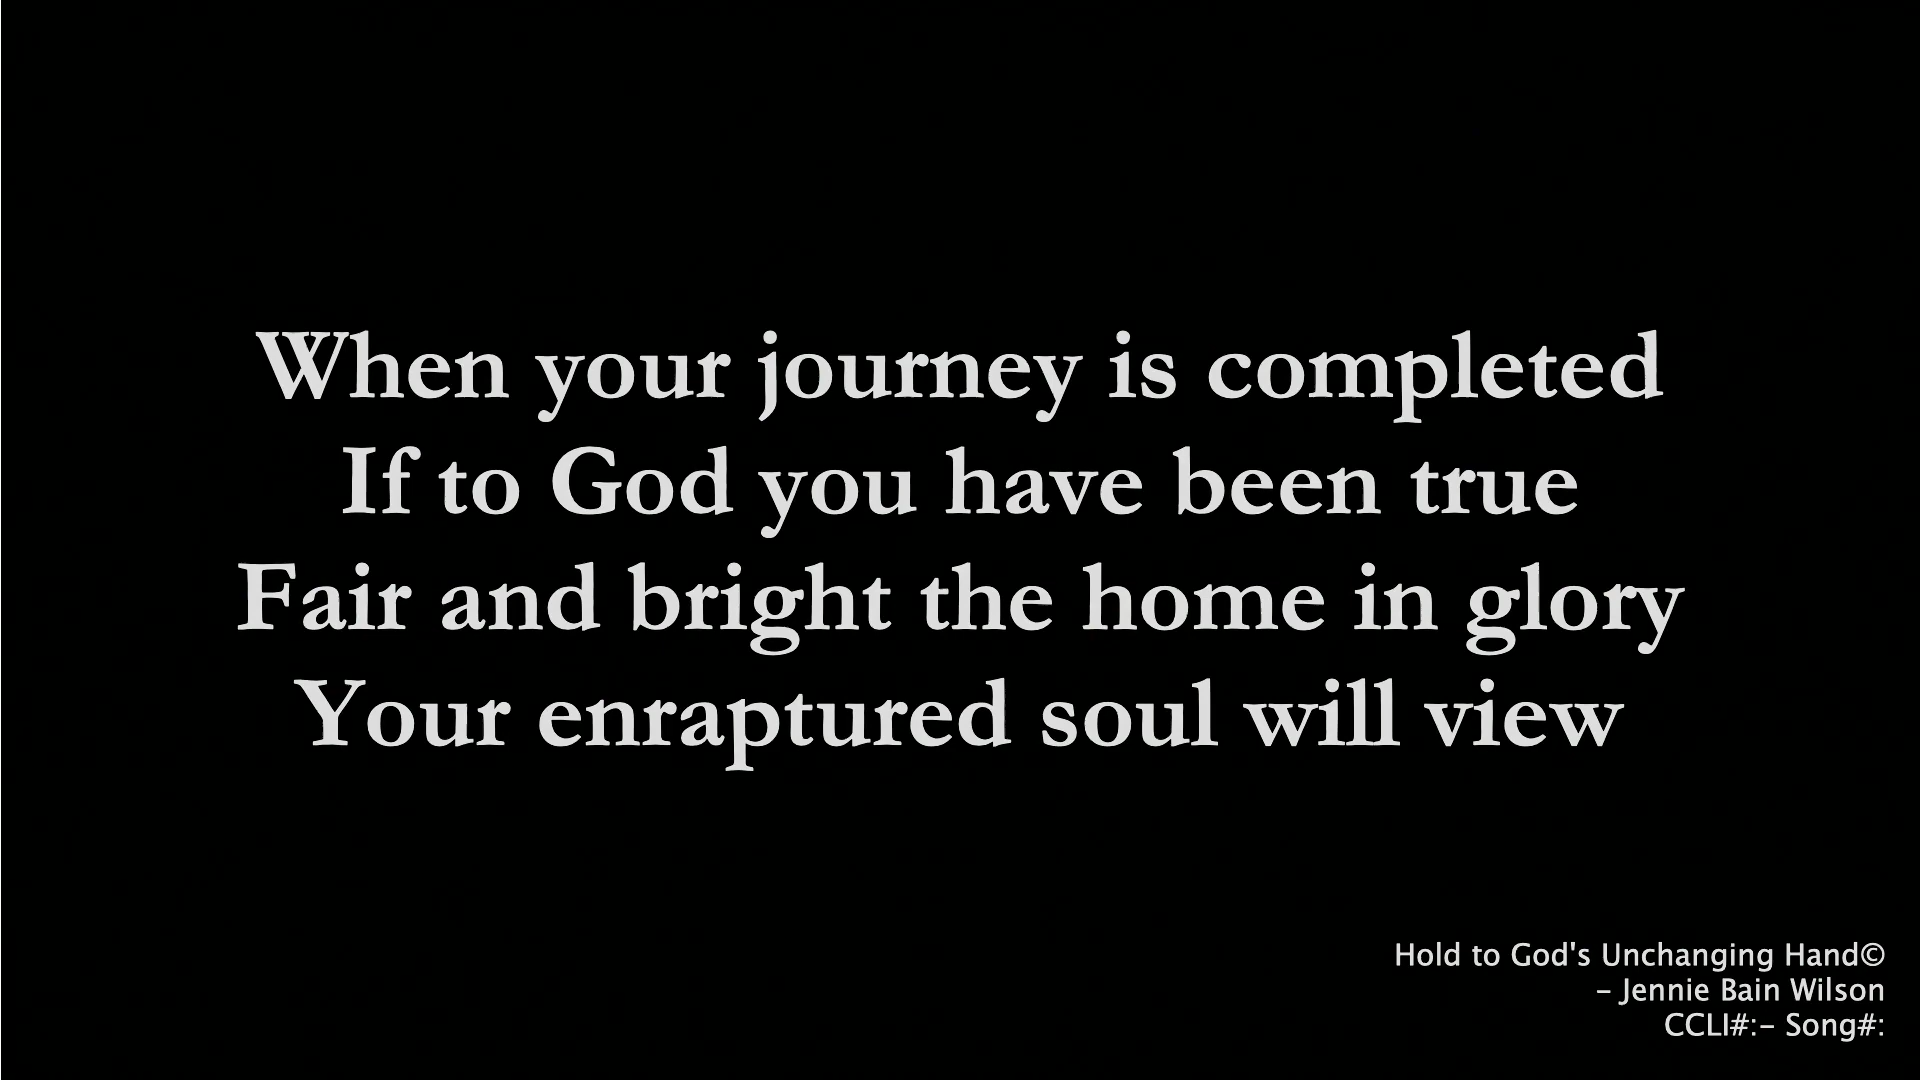 When your journey is completed
If to God you have been true
Fair and bright the home in glory
Your enraptured soul will view
Hold to God's Unchanging Hand©
– Jennie Bain Wilson
CCLI#:– Song#: